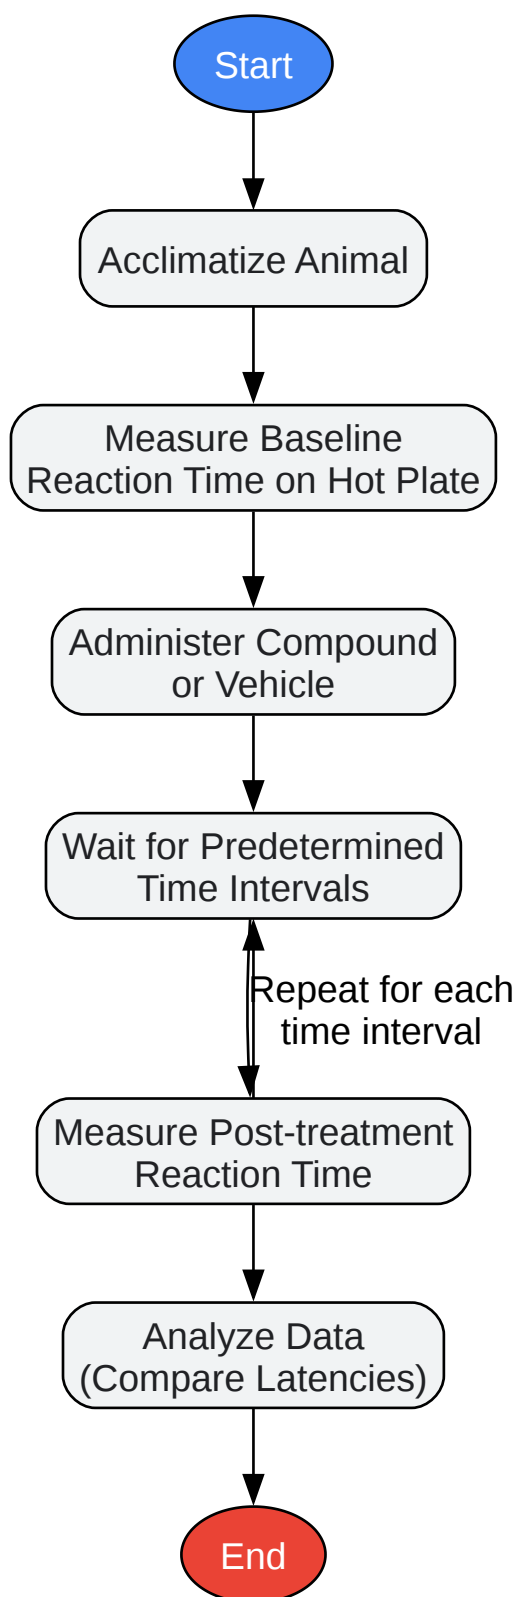 Start
Acclimatize Animal
Measure Baseline
Reaction Time on Hot Plate
Administer Compound
or Vehicle
Wait for Predetermined
Time Intervals
Repeat for each
time interval
Measure Post-treatment
Reaction Time
Analyze Data
(Compare Latencies)
End